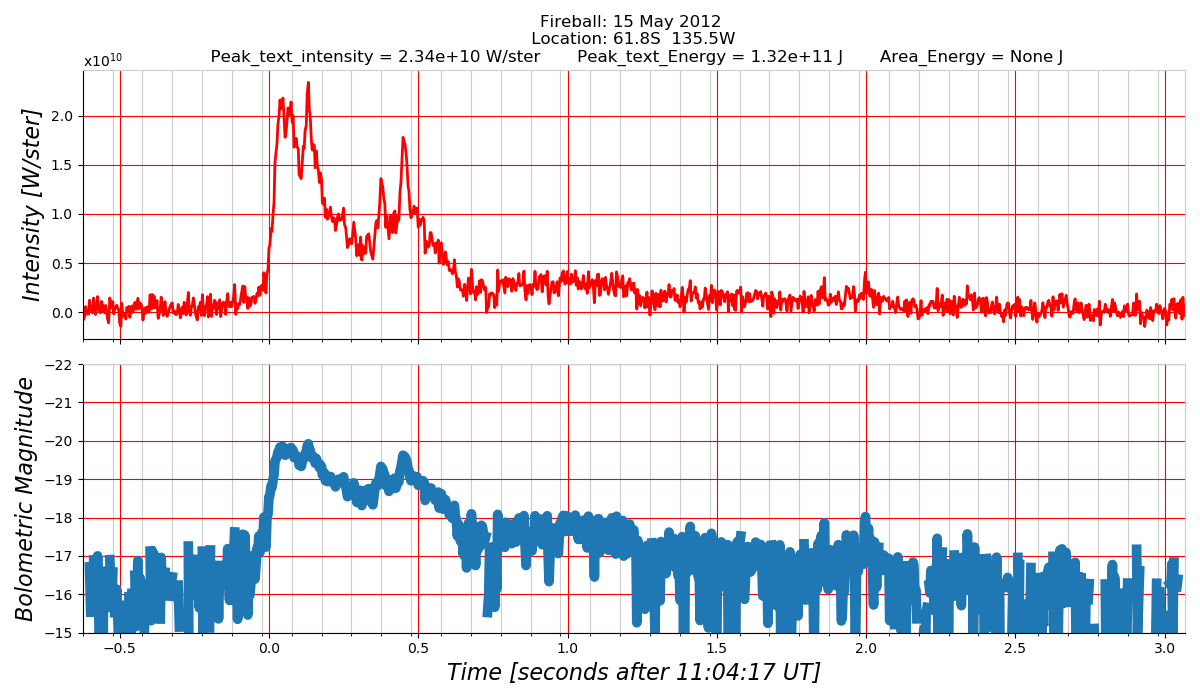 Fireball: 15 May 2012
Location: 61.8S  135.5W
Peak_text_intensity = 2.34e+10 W/ster       Peak_text_Energy = 1.32e+11 J       Area_Energy = None J
x10¹⁰
Intensity [W/ster]
2.0
1.5
1.0
0.5
0.0
Bolometric Magnitude
−22
−21
−20
−19
−18
−17
−16
−15
−0.5 0.0 0.5 1.0 1.5 2.0 2.5 3.0
Time [seconds after 11:04:17 UT]